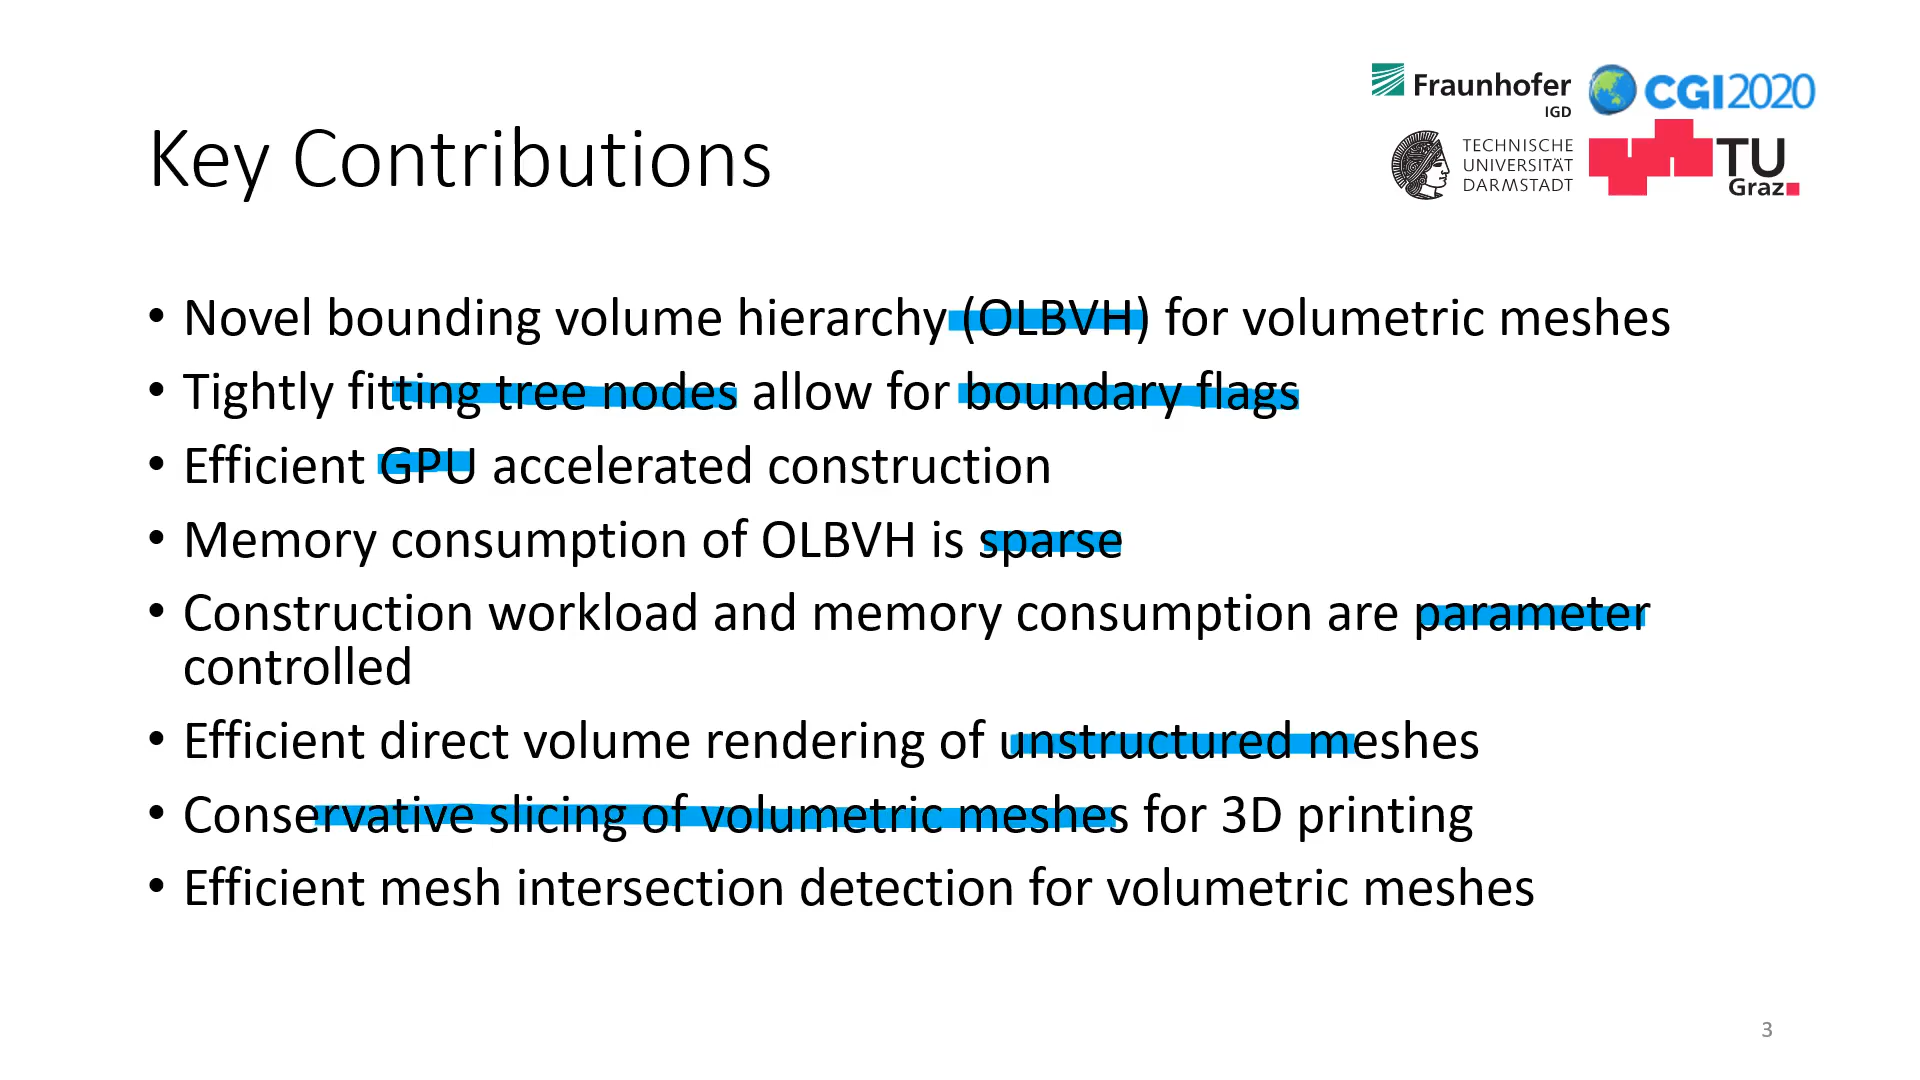 Fraunhofer
IGD
CGI2020
TECHNISCHE
UNIVERSITÄT
DARMSTADT
TU
Graz
Key Contributions
• Novel bounding volume hierarchy (OLBVH) for volumetric meshes
• Tightly fitting tree nodes allow for boundary flags
• Efficient GPU accelerated construction
• Memory consumption of OLBVH is sparse
• Construction workload and memory consumption are parameter
controlled
• Efficient direct volume rendering of unstructured meshes
• Conservative slicing of volumetric meshes for 3D printing
• Efficient mesh intersection detection for volumetric meshes
3